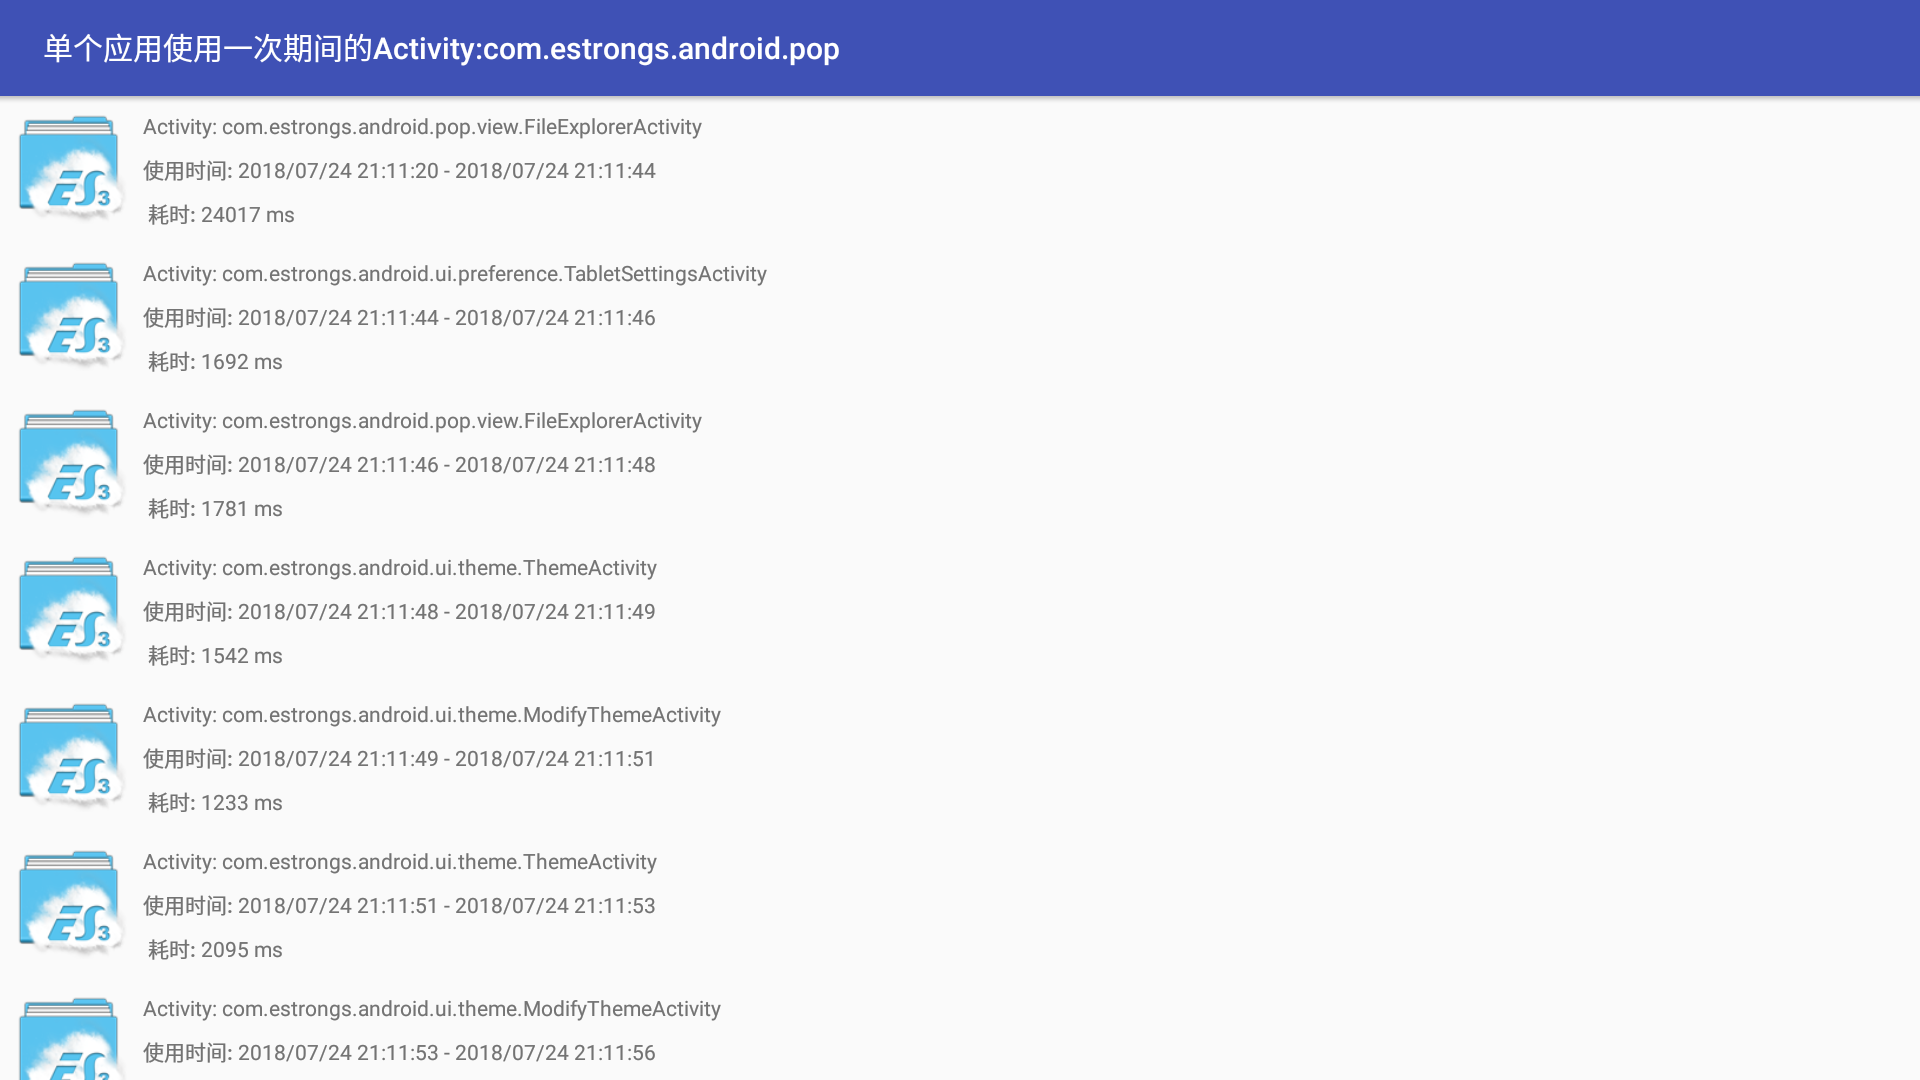 单个应用使用一次期间的Activity:com.estrongs.android.pop
Activity: com.estrongs.android.pop.view.FileExplorerActivity
使用时间: 2018/07/24 21:11:20 - 2018/07/24 21:11:44
耗时: 24017 ms
Activity: com.estrongs.android.ui.preference.TabletSettingsActivity
使用时间: 2018/07/24 21:11:44 - 2018/07/24 21:11:46
耗时: 1692 ms
Activity: com.estrongs.android.pop.view.FileExplorerActivity
使用时间: 2018/07/24 21:11:46 - 2018/07/24 21:11:48
耗时: 1781 ms
Activity: com.estrongs.android.ui.theme.ThemeActivity
使用时间: 2018/07/24 21:11:48 - 2018/07/24 21:11:49
耗时: 1542 ms
Activity: com.estrongs.android.ui.theme.ModifyThemeActivity
使用时间: 2018/07/24 21:11:49 - 2018/07/24 21:11:51
耗时: 1233 ms
Activity: com.estrongs.android.ui.theme.ThemeActivity
使用时间: 2018/07/24 21:11:51 - 2018/07/24 21:11:53
耗时: 2095 ms
Activity: com.estrongs.android.ui.theme.ModifyThemeActivity
使用时间: 2018/07/24 21:11:53 - 2018/07/24 21:11:56
ES3
ES3
ES3
ES3
ES3
ES3
ES3